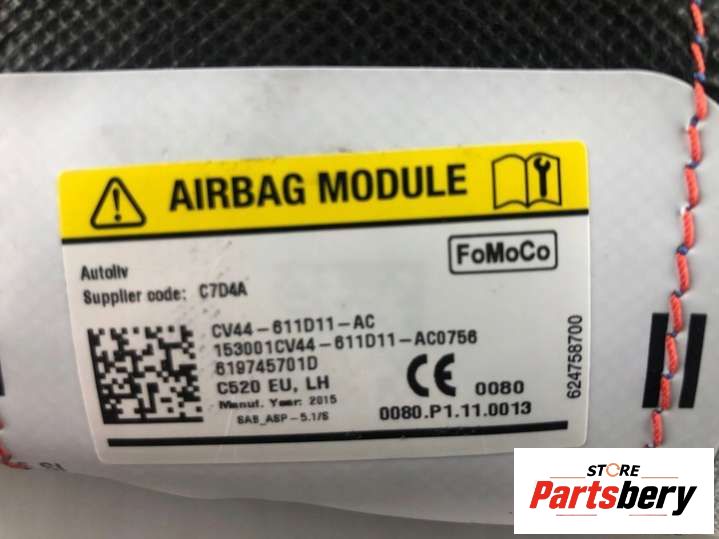 AIRBAG MODULE
FoMoCo
Autoliv
Supplier code: C7D4A
CV44-611D11-AC
153001CV44-611D11-AC0756
619745701D
C520 EU, LH
Manuf. Year: 2015
SAB_ABP-5.1/S
CE 0080
0080.P1.11.0013
624758700
STORE
Partsbery